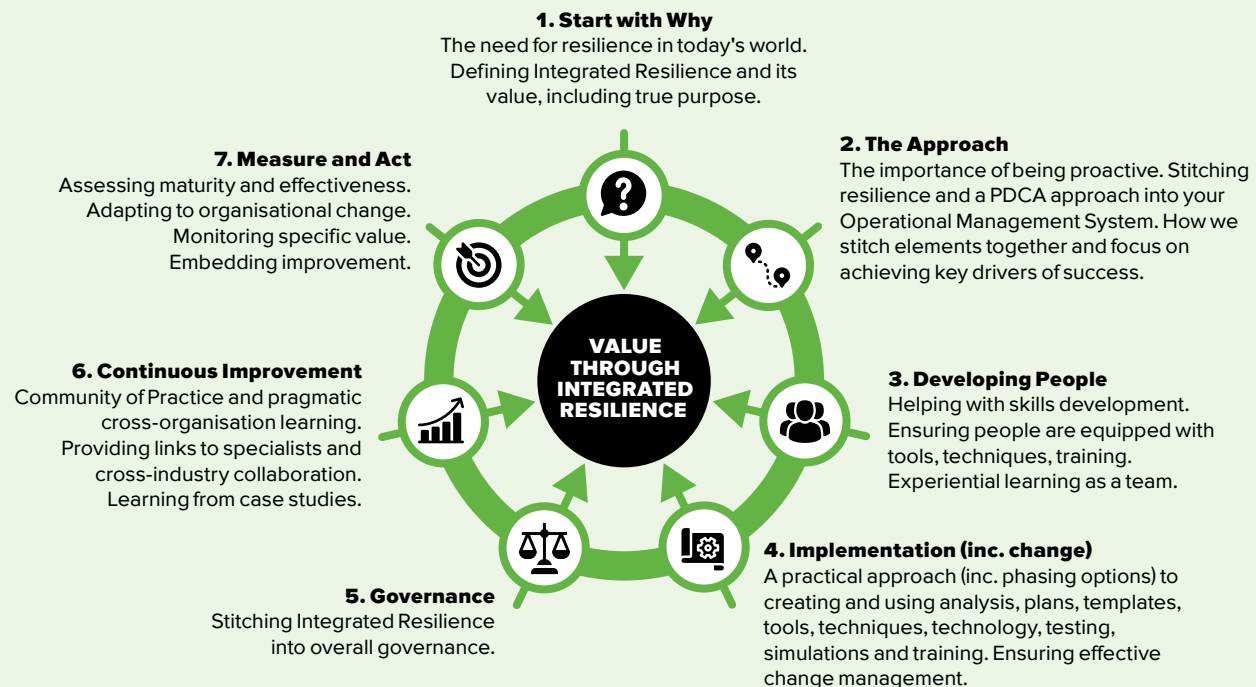 1. Start with Why
The need for resilience in today's world.
Defining Integrated Resilience and its
value, including true purpose.
2. The Approach
The importance of being proactive. Stitching
resilience and a PDCA approach into your
Operational Management System. How we
stitch elements together and focus on
achieving key drivers of success.
3. Developing People
Helping with skills development.
Ensuring people are equipped with
tools, techniques, training.
Experiential learning as a team.
4. Implementation (inc. change)
A practical approach (inc. phasing options) to
creating and using analysis, plans, templates,
tools, techniques, technology, testing,
simulations and training. Ensuring effective
change management.
5. Governance
Stitching Integrated Resilience
into overall governance.
6. Continuous Improvement
Community of Practice and pragmatic
cross-organisation learning.
Providing links to specialists and
cross-industry collaboration.
Learning from case studies.
7. Measure and Act
Assessing maturity and effectiveness.
Adapting to organisational change.
Monitoring specific value.
Embedding improvement.
VALUE
THROUGH
INTEGRATED
RESILIENCE